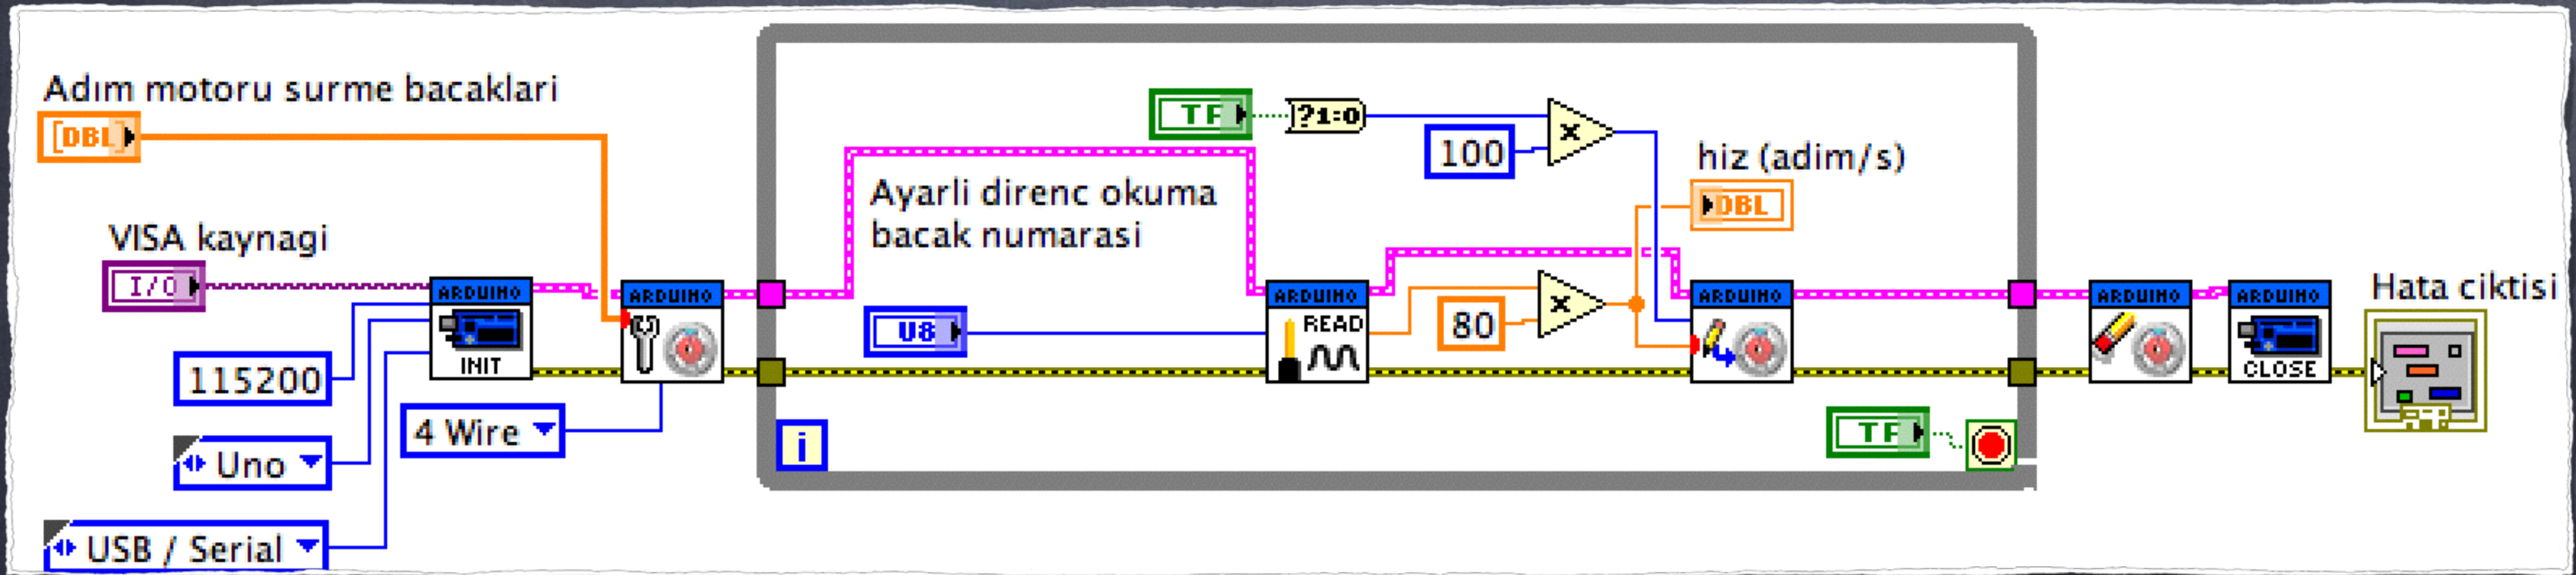 Adım motoru surme bacaklari
[DBL]
VISA kaynagi
I/O
115200
Uno
USB / Serial
4 Wire
ARDUINO
INIT
ARDUINO
i
Ayarli direnc okuma
bacak numarasi
TF
?1:0
100
x
U8
ARDUINO
READ
80
x
hiz (adim/s)
DBL
ARDUINO
TF
ARDUINO
ARDUINO
CLOSE
Hata ciktisi